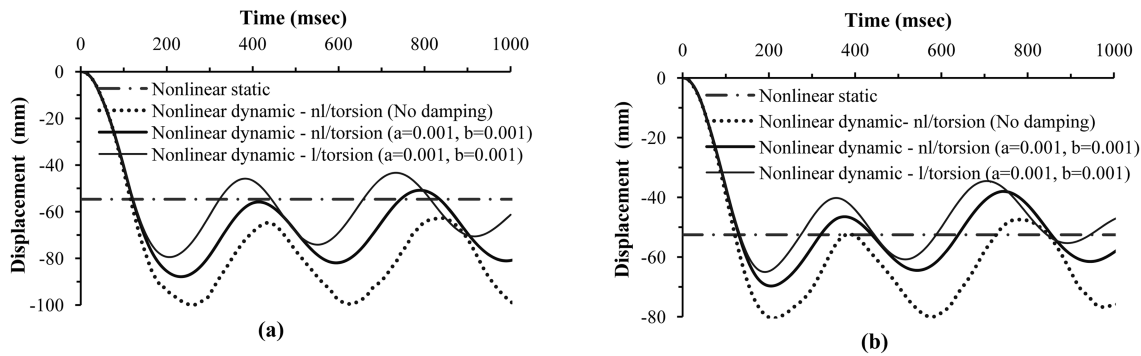 Time (msec)
0 200 400 600 800 1000
0
-20
-40
-60
-80
-100
Displacement (mm)
Nonlinear static
Nonlinear dynamic - nl/torsion (No damping)
Nonlinear dynamic - nl/torsion (a=0.001, b=0.001)
Nonlinear dynamic - l/torsion (a=0.001, b=0.001)
(a)
Time (msec)
0 200 400 600 800 1000
0
-20
-40
-60
-80
Displacement (mm)
Nonlinear static
Nonlinear dynamic- nl/torsion (No damping)
Nonlinear dynamic - nl/torsion (a=0.001, b=0.001)
Nonlinear dynamic - l/torsion (a=0.001, b=0.001)
(b)